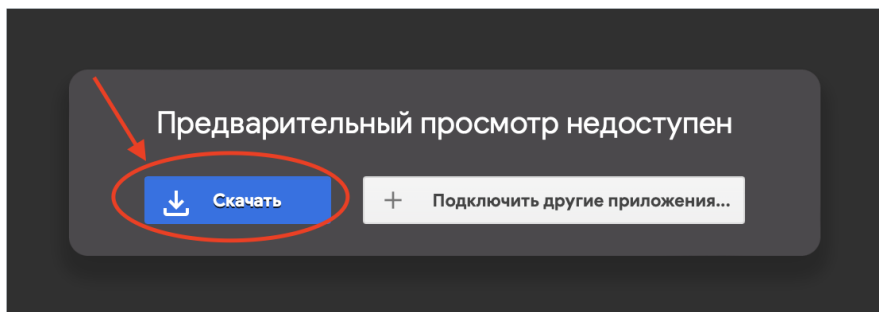 Предварительный просмотр недоступен
Скачать
Подключить другие приложения...